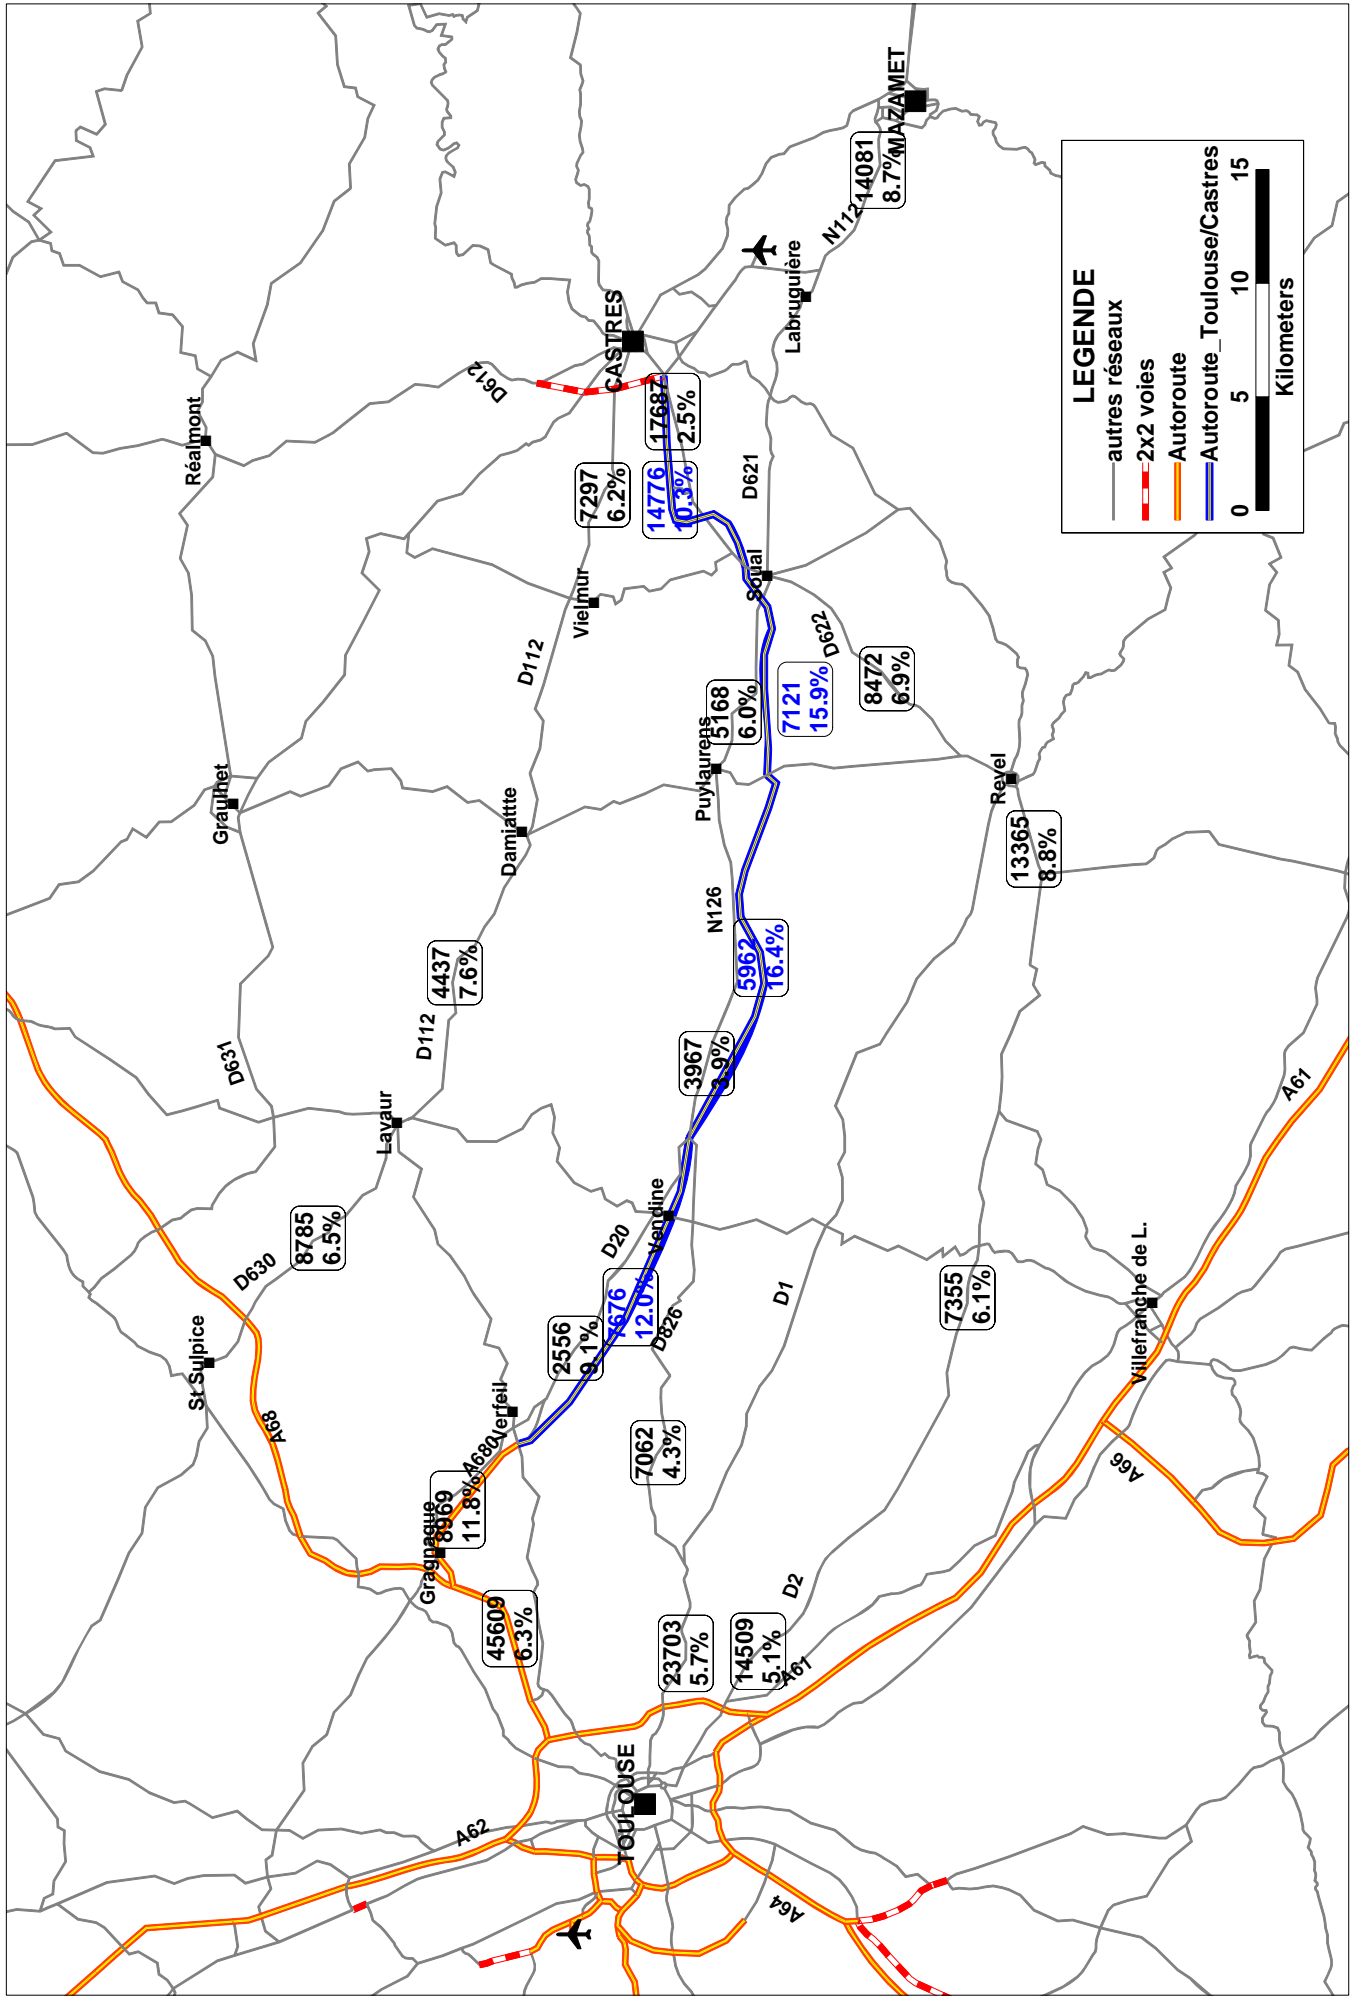 MAZAMET
14081
8.7%
N112
Labruguière
CASTRES
D612
Réalmont
17687
2.5%
7297
6.2%
14776
10.3%
D621
Soual
Vielmur
D112
D622
8472
6.9%
5168
6.0%
7121
15.9%
Puylaurens
Revel
13365
8.8%
Graulhet
Damiattte
N126
5962
16.4%
4437
7.6%
D112
D631
Lavaur
3967
3.9%
A61
8785
6.5%
D630
D20
Vendine
7676
12.0%
D826
D1
7355
6.1%
Villefranche de L.
St Sulpice
2556
9.1%
Verfeil
A68
A680
7062
4.3%
A66
8969
11.8%
Gragnague
45609
6.3%
23703
5.7%
14509
5.1%
D2
A61
TOULOUSE
A62
A64
LEGENDE
autres réseaux
2x2 voies
Autoroute
Autoroute_Toulouse/Castres
0 5 10 15
Kilometers